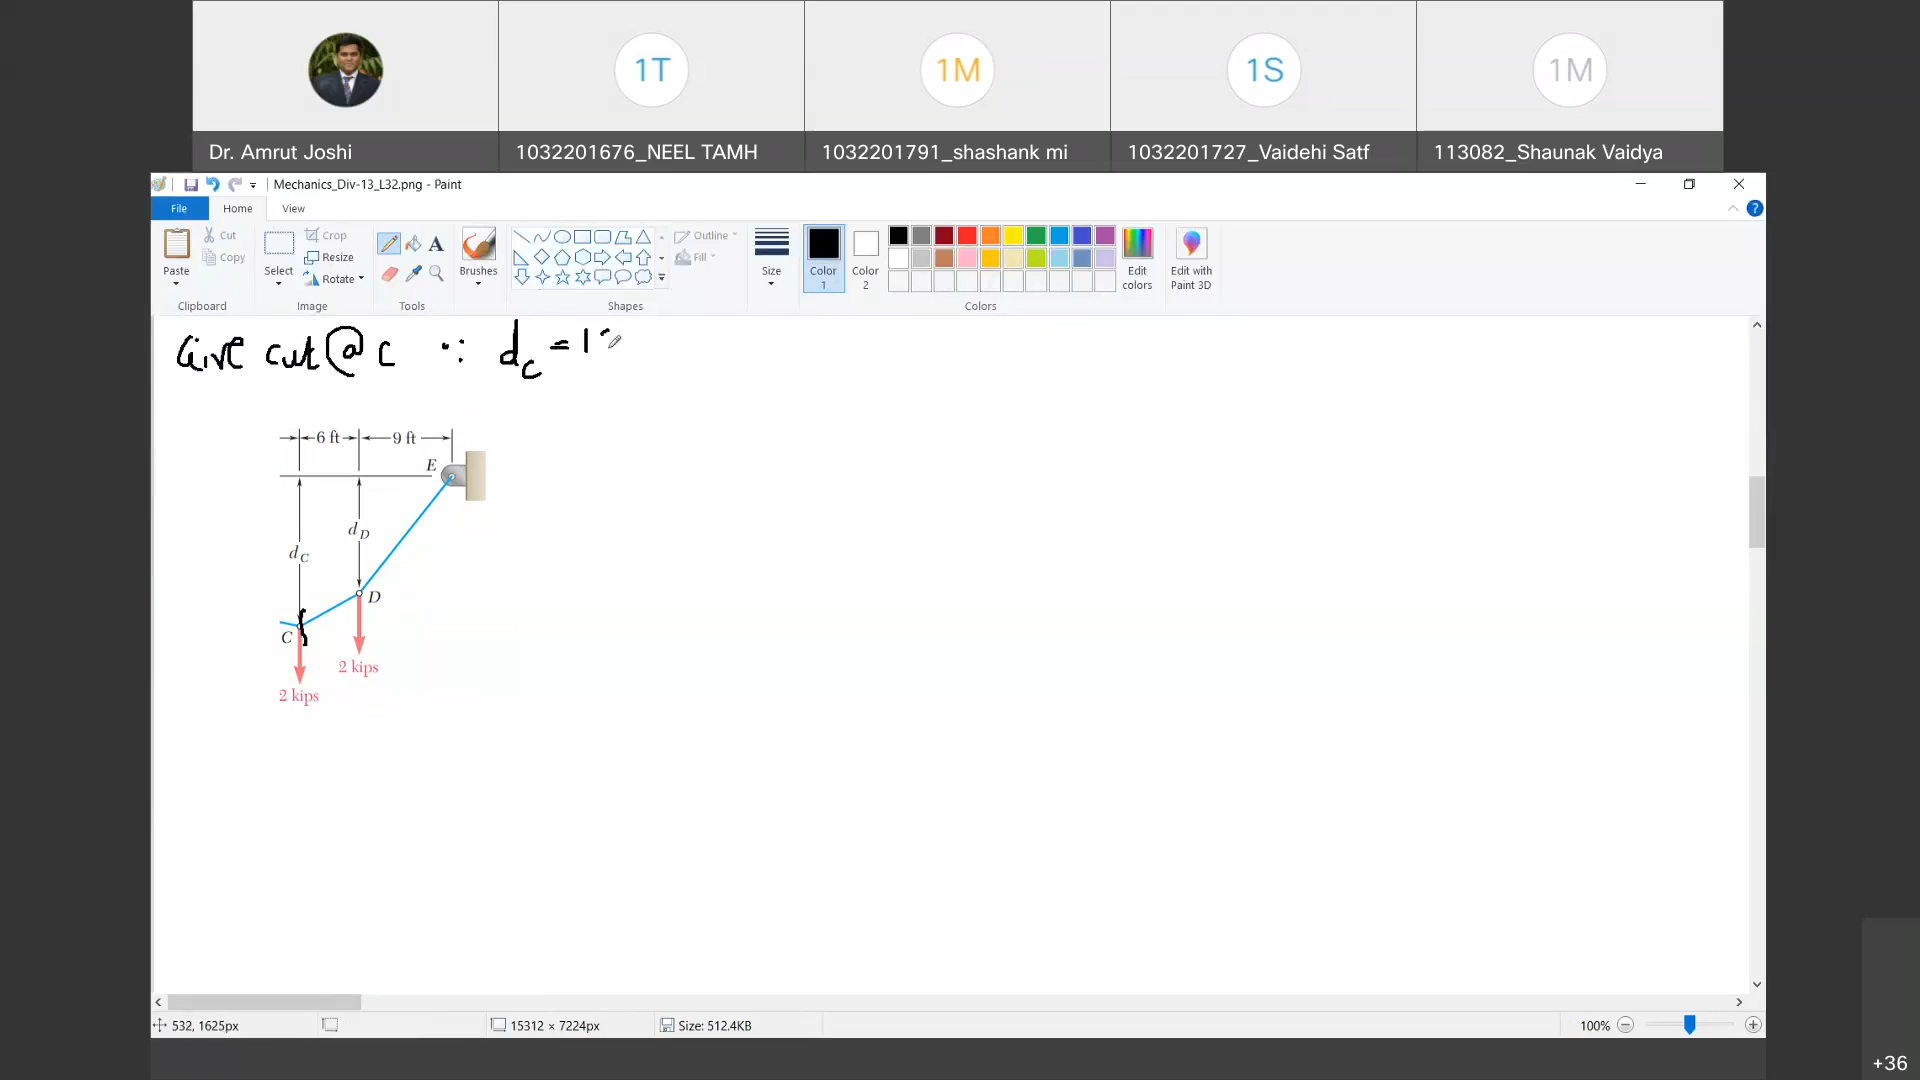 1T
1M
1S
1M
Dr. Amrut Joshi
1032201676_NEEL TAMH
1032201791_shashank mi
1032201727_Vaidehi Satf
113082_Shaunak Vaidya
Mechanics_Div-13_L32.png - Paint
File Home View
Paste
Cut
Copy
Clipboard
Select
Crop
Resize
Rotate
Image
A
Tools
Brushes
Outline
Fill
Shapes
Size
Color 1
Color 2
Edit colors
Colors
Edit with Paint 3D
?
Give cut @ C ∵ dC = 1
6 ft 9 ft
E
dD
dC
D
C
2 kips
2 kips
532, 1625px
15312 × 7224px
Size: 512.4KB
100%
+36